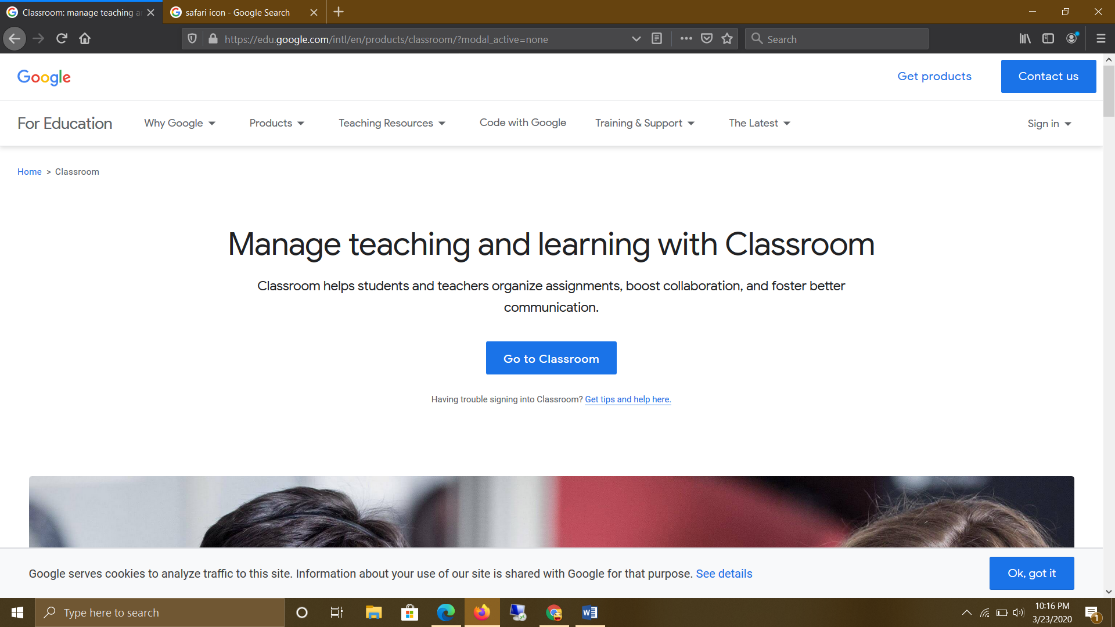 Classroom: manage teaching a
safari icon - Google Search
https://edu.google.com/intl/en/products/classroom/?modal_active=none
Search
Google
Get products
Contact us
For Education
Why Google
Products
Teaching Resources
Code with Google
Training & Support
The Latest
Sign in
Home > Classroom
Manage teaching and learning with Classroom
Classroom helps students and teachers organize assignments, boost collaboration, and foster better
communication.
Go to Classroom
Having trouble signing into Classroom? Get tips and help here.
Google serves cookies to analyze traffic to this site. Information about your use of our site is shared with Google for that purpose. See details
Ok, got it
Type here to search
10:16 PM
3/23/2020
1